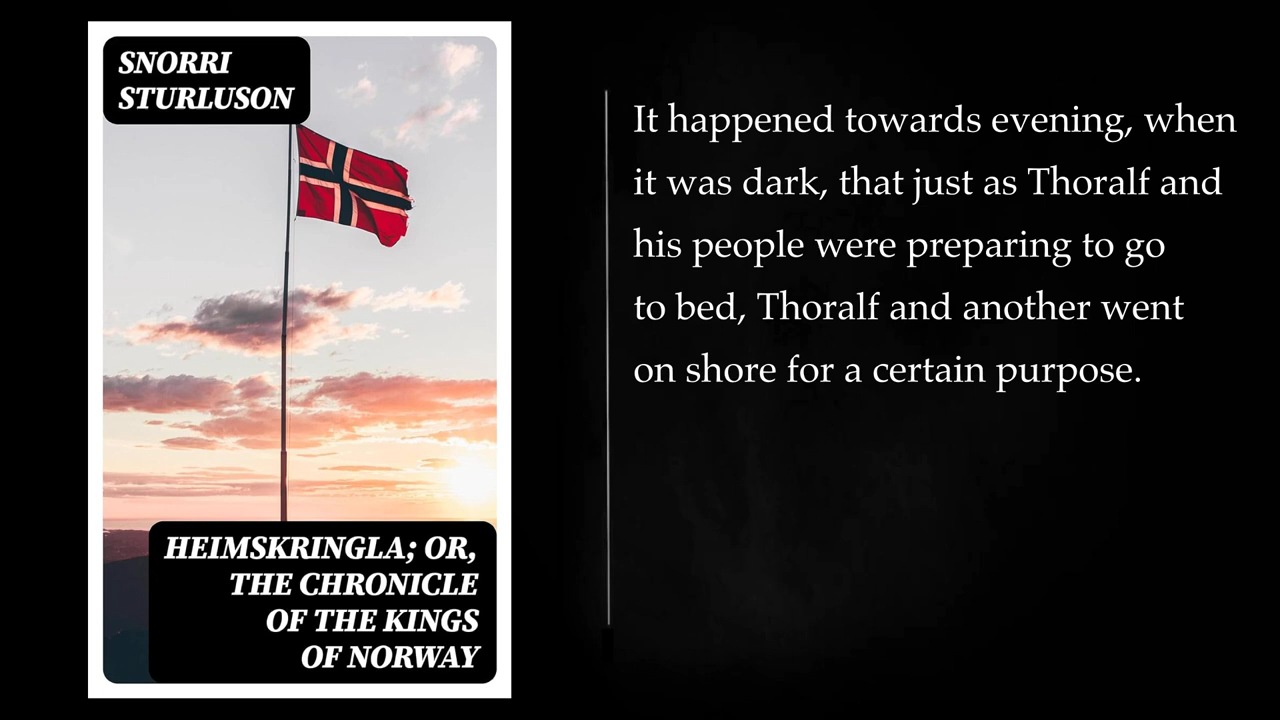 SNORRI
STURLUSON
HEIMSKRINGLA; OR,
THE CHRONICLE
OF THE KINGS
OF NORWAY
It happened towards evening, when
it was dark, that just as Thoralf and
his people were preparing to go
to bed, Thoralf and another went
on shore for a certain purpose.